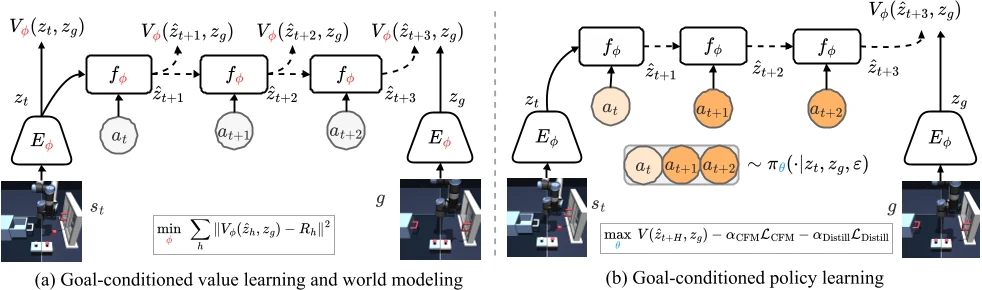 V_ϕ(z_t, z_g) V_ϕ(ẑ_{t+1}, z_g) V_ϕ(ẑ_{t+2}, z_g) V_ϕ(ẑ_{t+3}, z_g)
f_ϕ f_ϕ f_ϕ
z_t ẑ_{t+1} ẑ_{t+2} ẑ_{t+3} z_g
a_t a_{t+1} a_{t+2}
E_ϕ E_ϕ
s_t g
min_ϕ ∑_h ‖V_ϕ(ẑ_h, z_g) − R_h‖²
(a) Goal-conditioned value learning and world modeling
V_ϕ(ẑ_{t+3}, z_g)
f_ϕ f_ϕ f_ϕ
ẑ_{t+1} ẑ_{t+2} ẑ_{t+3}
z_t a_t a_{t+1} a_{t+2} z_g
E_ϕ E_ϕ
a_t a_{t+1} a_{t+2} ∼ π_θ(·|z_t, z_g, ε)
s_t g
max_θ V(ẑ_{t+H}, z_g) − α_CFM ℒ_CFM − α_Distill ℒ_Distill
(b) Goal-conditioned policy learning